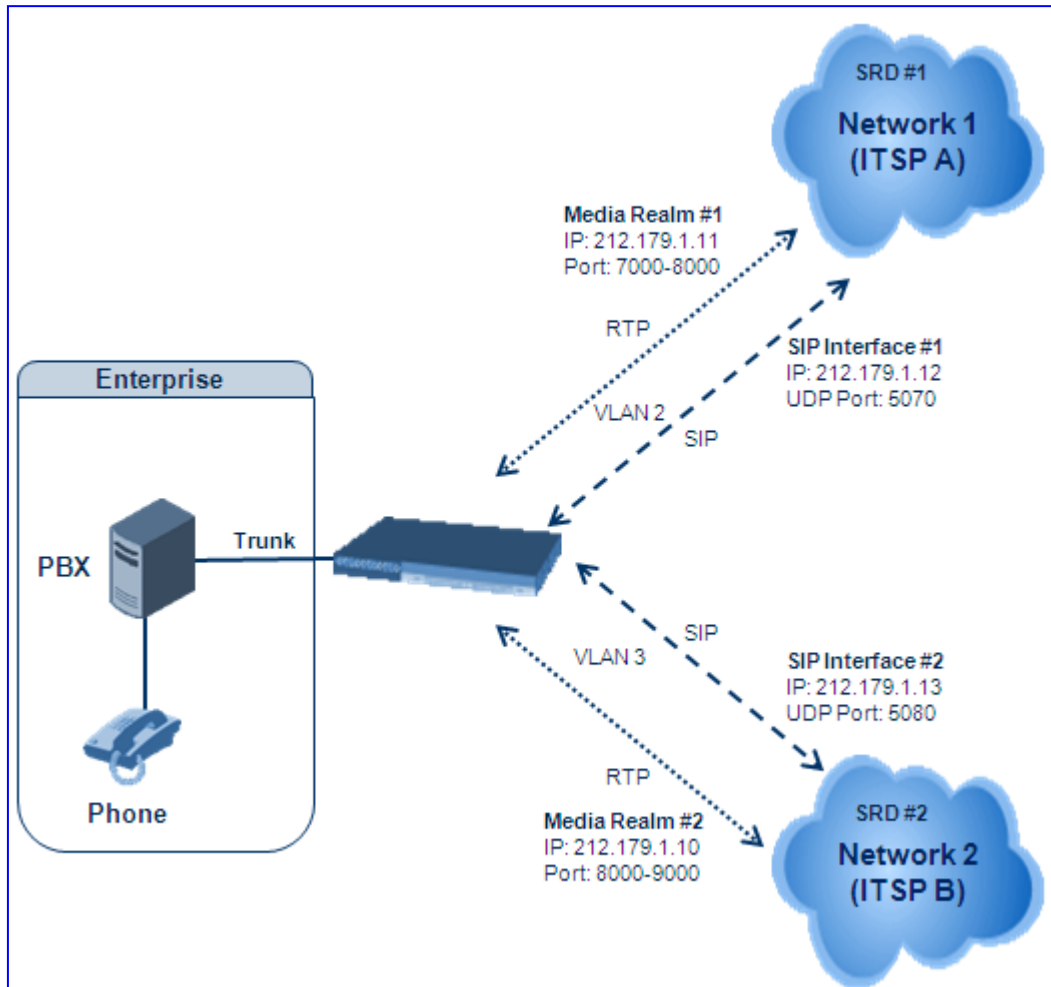 SRD #1
Network 1
(ITSP A)
Media Realm #1
IP: 212.179.1.11
Port: 7000-8000
RTP
SIP Interface #1
IP: 212.179.1.12
UDP Port: 5070
VLAN 2
SIP
Enterprise
PBX
Trunk
Phone
SIP
VLAN 3
SIP Interface #2
IP: 212.179.1.13
UDP Port: 5080
RTP
Media Realm #2
IP: 212.179.1.10
Port: 8000-9000
SRD #2
Network 2
(ITSP B)